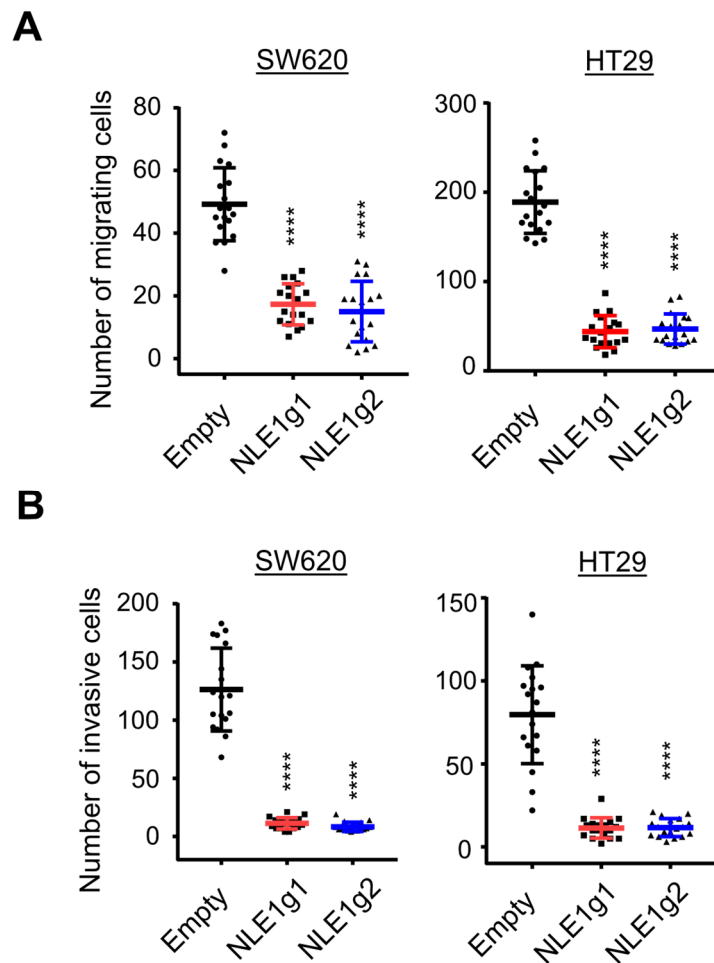 A
SW620
HT29
Number of migrating cells
80
60
40
20
0
****
****
Empty
NLE1g1
NLE1g2
300
200
100
0
****
****
Empty
NLE1g1
NLE1g2
B
SW620
HT29
Number of invasive cells
200
150
100
50
0
****
****
Empty
NLE1g1
NLE1g2
150
100
50
0
****
****
Empty
NLE1g1
NLE1g2